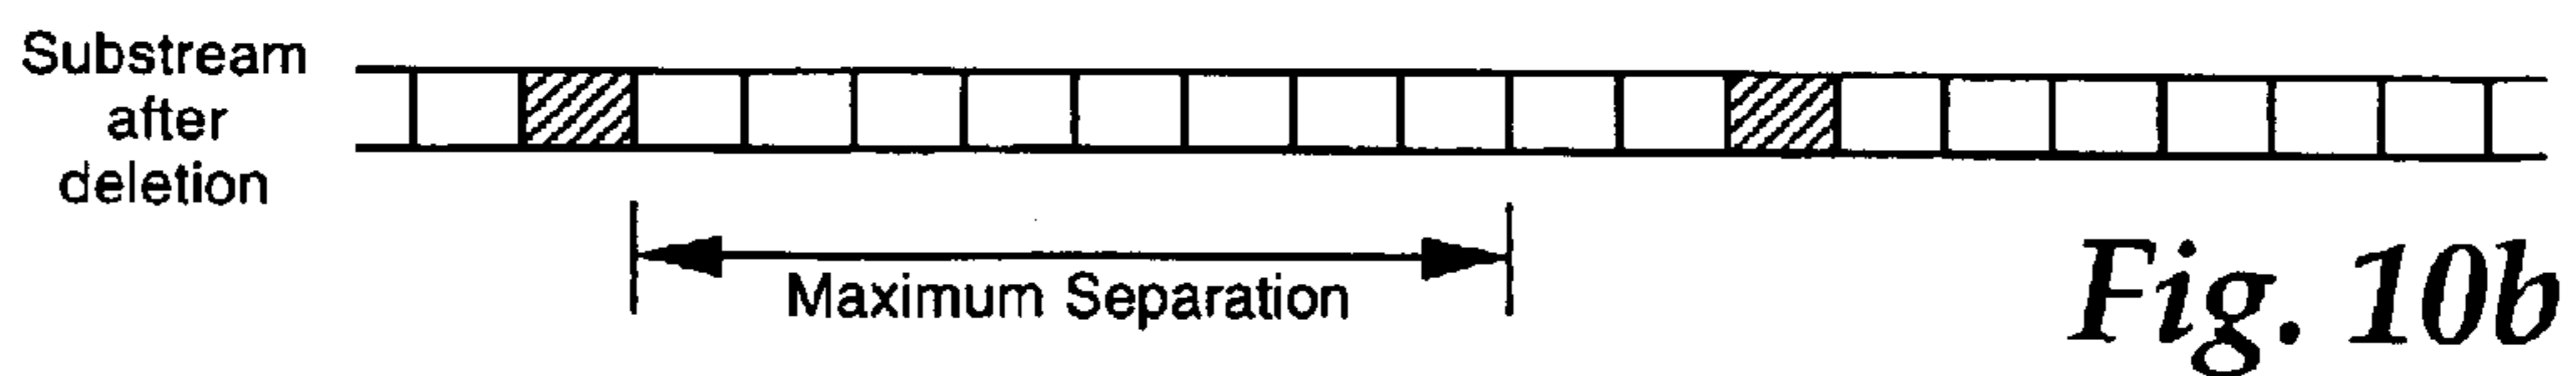 Substream
after
deletion
Maximum Separation
Fig. 10b